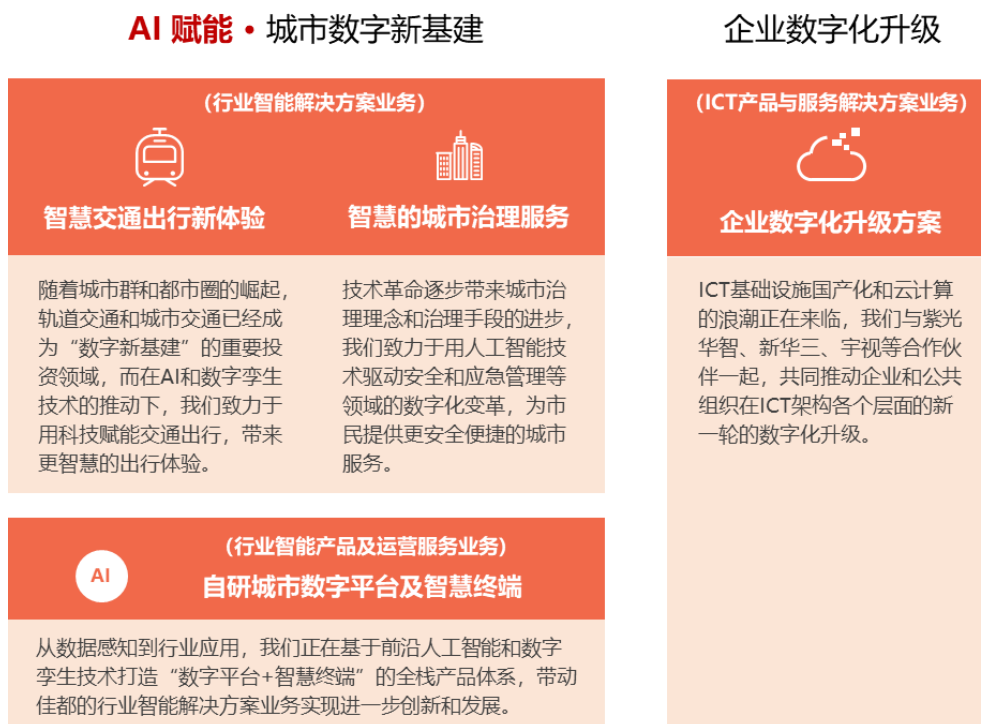 AI 赋能·城市数字新基建
(行业智能解决方案业务)
智慧交通出行新体验
随着城市群和都市圈的崛起，
轨道交通和城市交通已经成
为“数字新基建”的重要投
资领域，而在AI和数字孪生
技术的推动下，我们致力于
用科技赋能交通出行，带来
更智慧的出行体验。
智慧的城市治理服务
技术革命逐步带来城市治
理理念和治理手段的进步，
我们致力于用人工智能技
术驱动安全和应急管理等
领域的数字化变革，为市
民提供更安全便捷的城市
服务。
AI
(行业智能产品及运营服务业务)
自研城市数字平台及智慧终端
从数据感知到行业应用，我们正在基于前沿人工智能和数字
孪生技术打造“数字平台+智慧终端”的全栈产品体系，带动
佳都的行业智能解决方案业务实现进一步创新和发展。
企业数字化升级
(ICT产品与服务解决方案业务)
企业数字化升级方案
ICT基础设施国产化和云计算
的浪潮正在来临，我们与紫光
华智、新华三、宇视等合作伙
伴一起，共同推动企业和公共
组织在ICT架构各个层面的新
一轮的数字化升级。